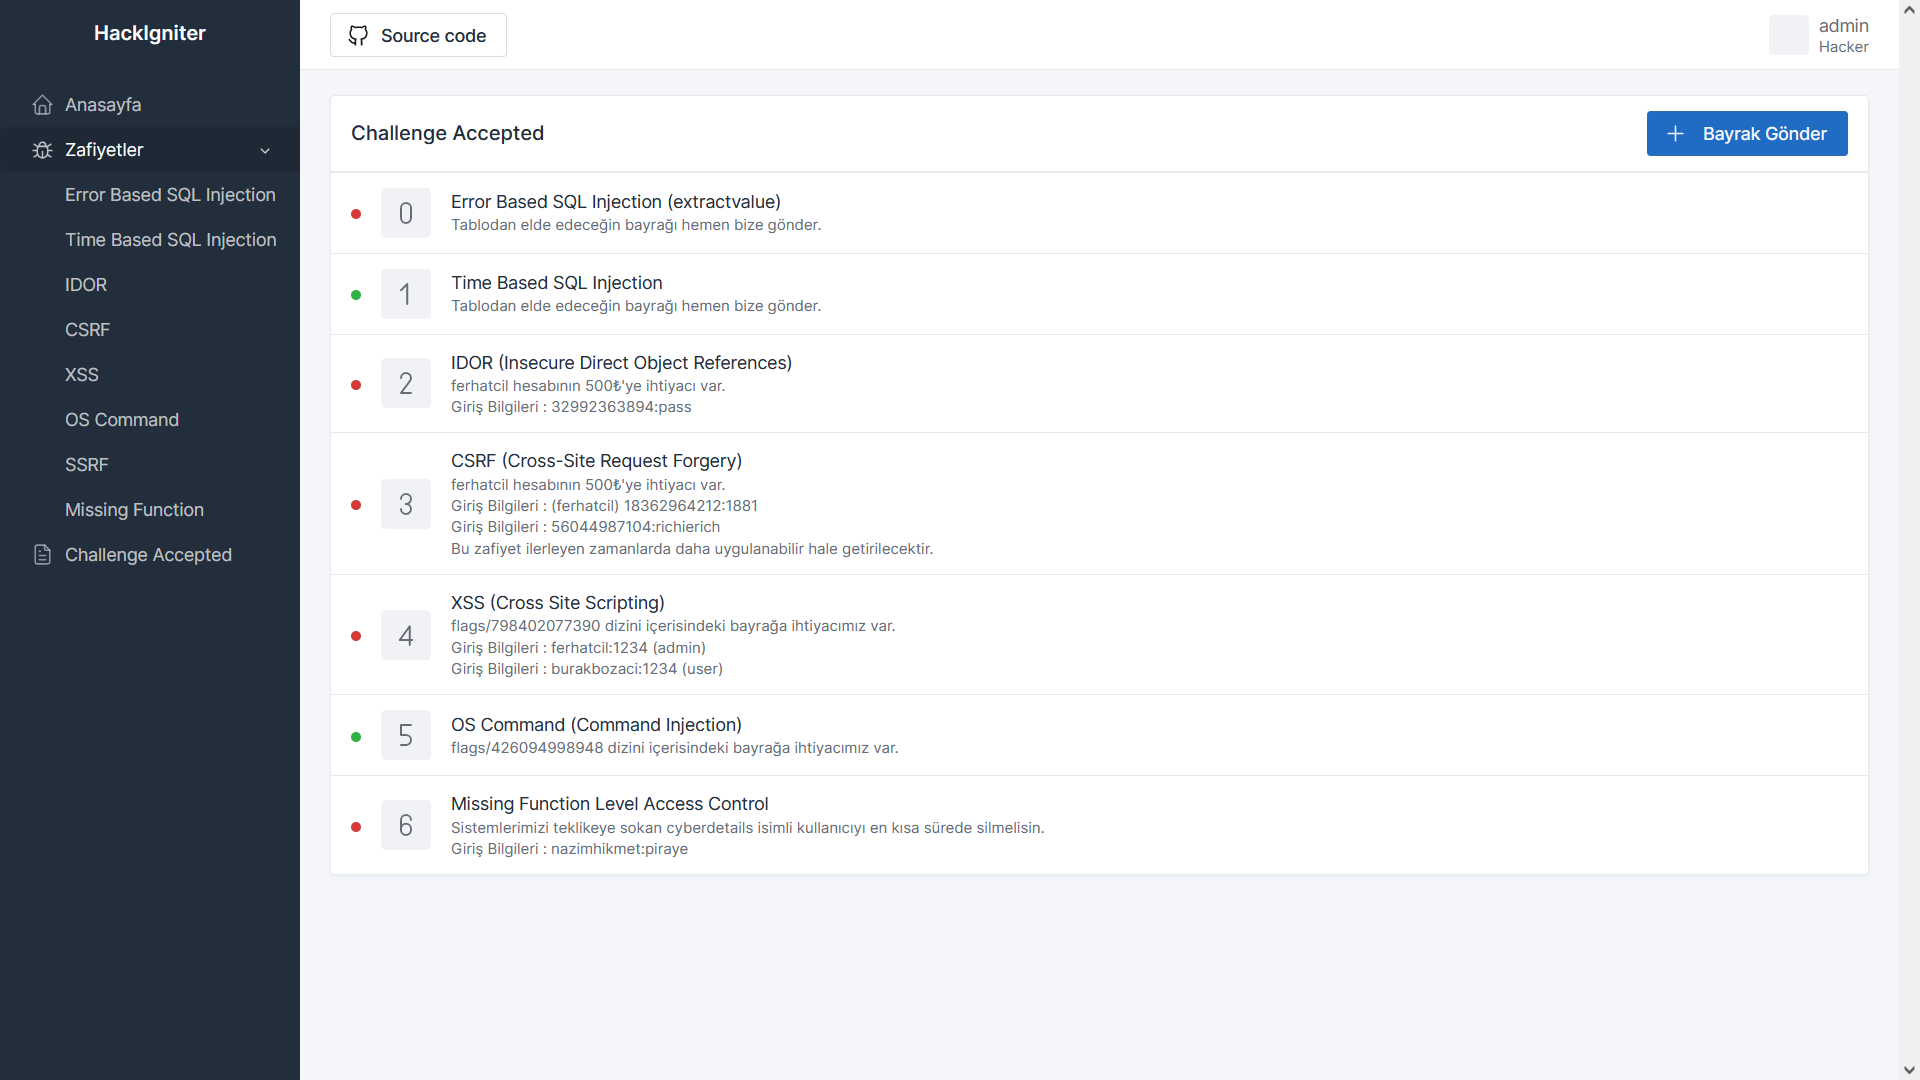 HackIgniter
Anasayfa
Zafiyetler
Error Based SQL Injection
Time Based SQL Injection
IDOR
CSRF
XSS
OS Command
SSRF
Missing Function
Challenge Accepted
Source code
admin
Hacker
Challenge Accepted
Bayrak Gönder
0
Error Based SQL Injection (extractvalue)
Tablodan elde edeceğin bayrağı hemen bize gönder.
1
Time Based SQL Injection
Tablodan elde edeceğin bayrağı hemen bize gönder.
2
IDOR (Insecure Direct Object References)
ferhatcil hesabının 500₺'ye ihtiyacı var.
Giriş Bilgileri : 32992363894:pass
3
CSRF (Cross-Site Request Forgery)
ferhatcil hesabının 500₺'ye ihtiyacı var.
Giriş Bilgileri : (ferhatcil) 18362964212:1881
Giriş Bilgileri : 56044987104:richierich
Bu zafiyet ilerleyen zamanlarda daha uygulanabilir hale getirilecektir.
4
XSS (Cross Site Scripting)
flags/798402077390 dizini içerisindeki bayrağa ihtiyacımız var.
Giriş Bilgileri : ferhatcil:1234 (admin)
Giriş Bilgileri : burakbozaci:1234 (user)
5
OS Command (Command Injection)
flags/426094998948 dizini içerisindeki bayrağa ihtiyacımız var.
6
Missing Function Level Access Control
Sistemlerimizi teklikeye sokan cyberdetails isimli kullanıcıyı en kısa sürede silmelisin.
Giriş Bilgileri : nazimhikmet:piraye